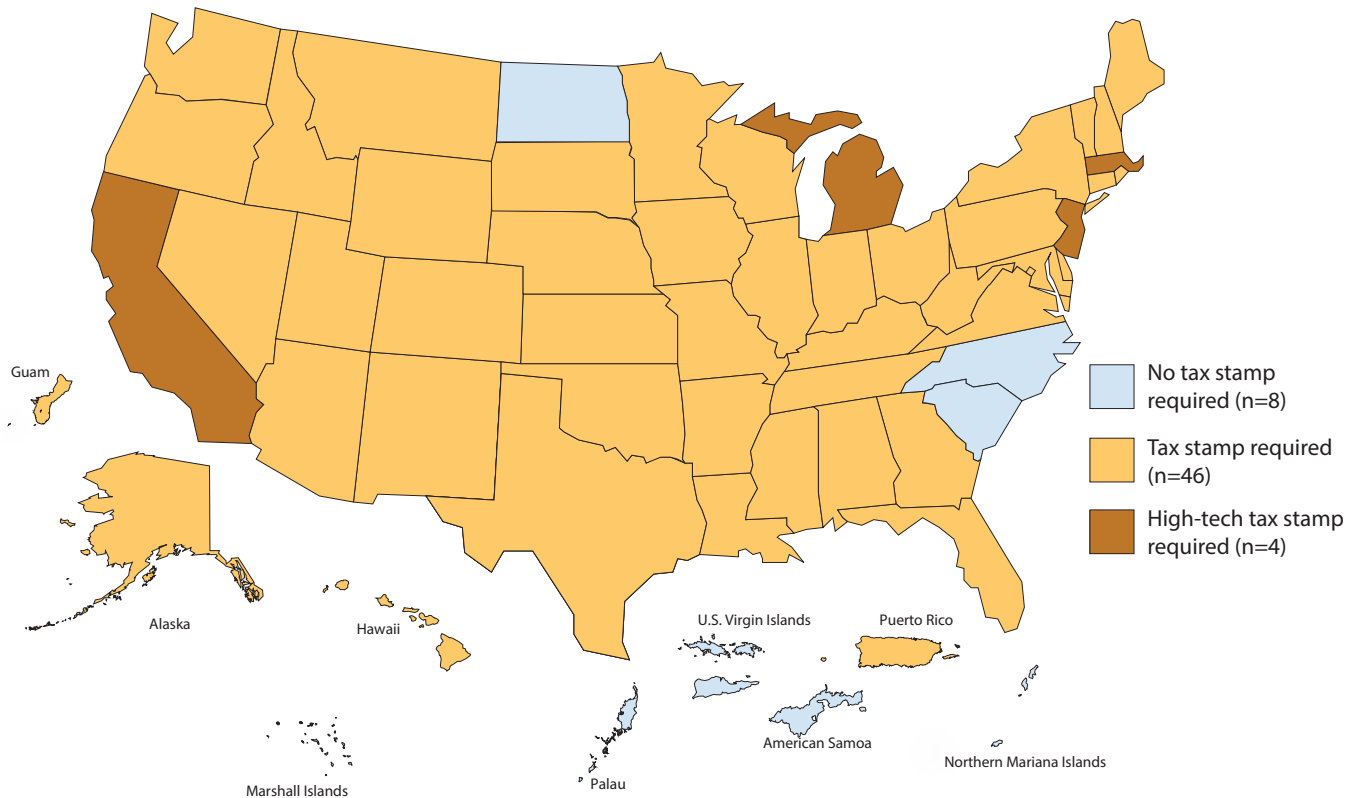 Guam
No tax stamp
required (n=8)
Tax stamp required
(n=46)
High-tech tax stamp
required (n=4)
Alaska
Hawaii
U.S. Virgin Islands
Puerto Rico
American Samoa
Northern Mariana Islands
Marshall Islands
Palau